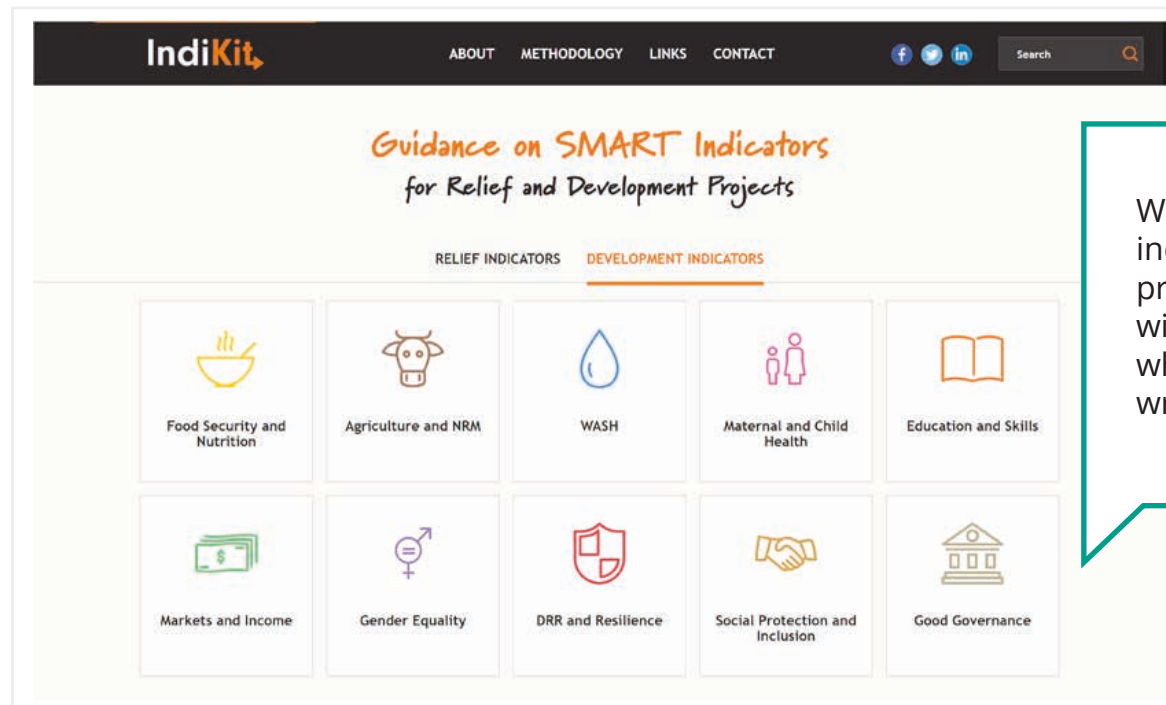 IndiKit
ABOUT METHODOLOGY LINKS CONTACT
Search
Guidance on SMART Indicators
for Relief and Development Projects
RELIEF INDICATORS DEVELOPMENT INDICATORS
Food Security and
Nutrition
Agriculture and NRM
WASH
Maternal and Child
Health
Education and Skills
Markets and Income
Gender Equality
DRR and Resilience
Social Protection and
Inclusion
Good Governance